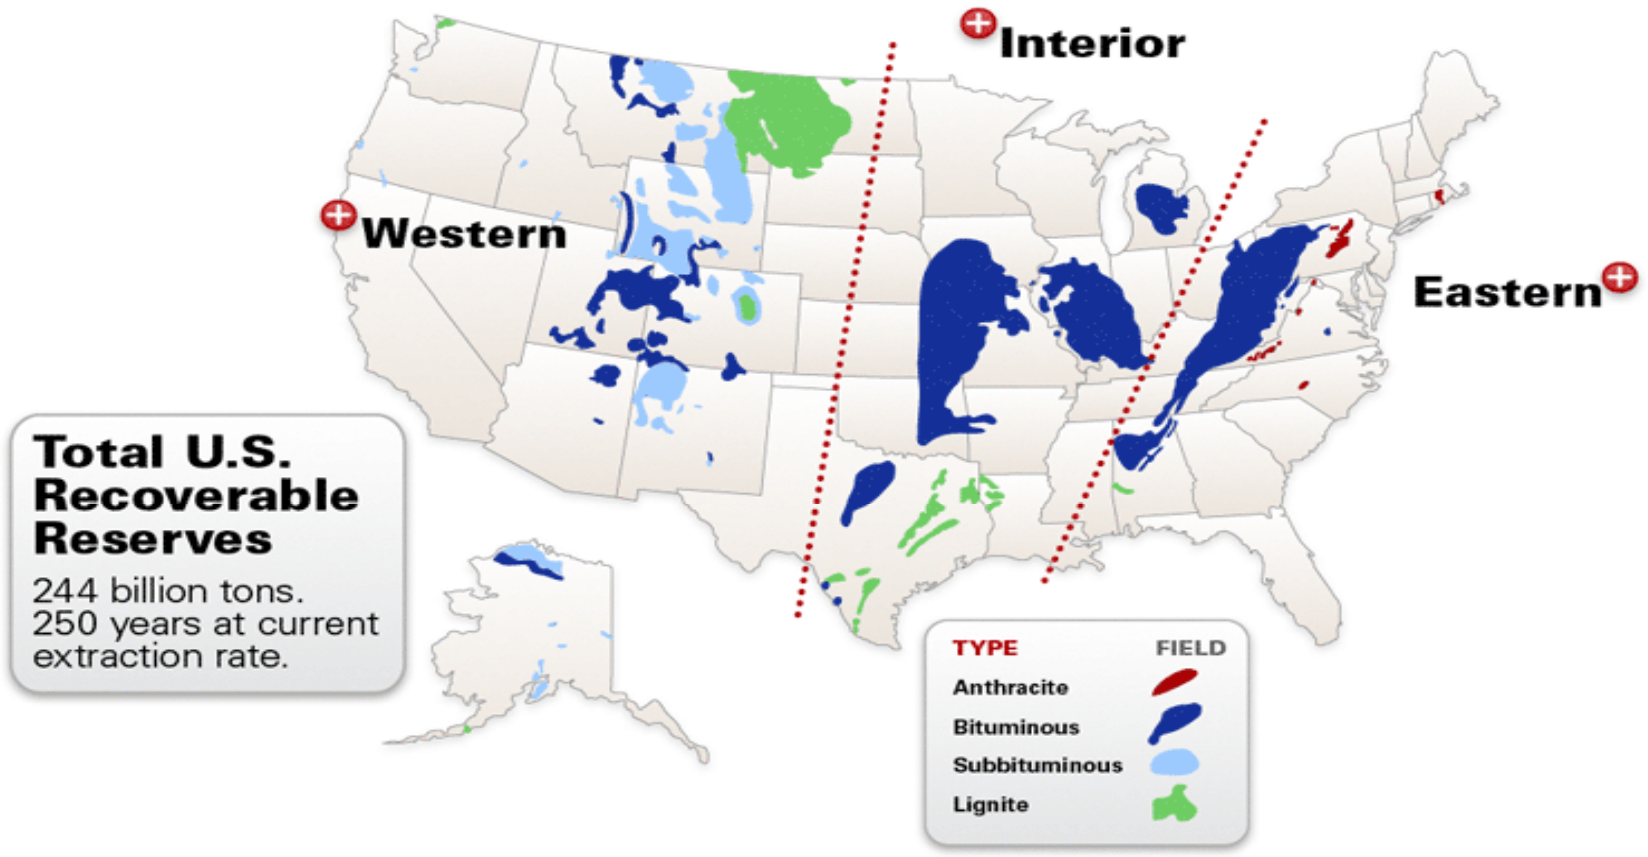 Interior
Western
Eastern
Total U.S.
Recoverable
Reserves
244 billion tons.
250 years at current
extraction rate.
TYPE FIELD
Anthracite
Bituminous
Subbituminous
Lignite